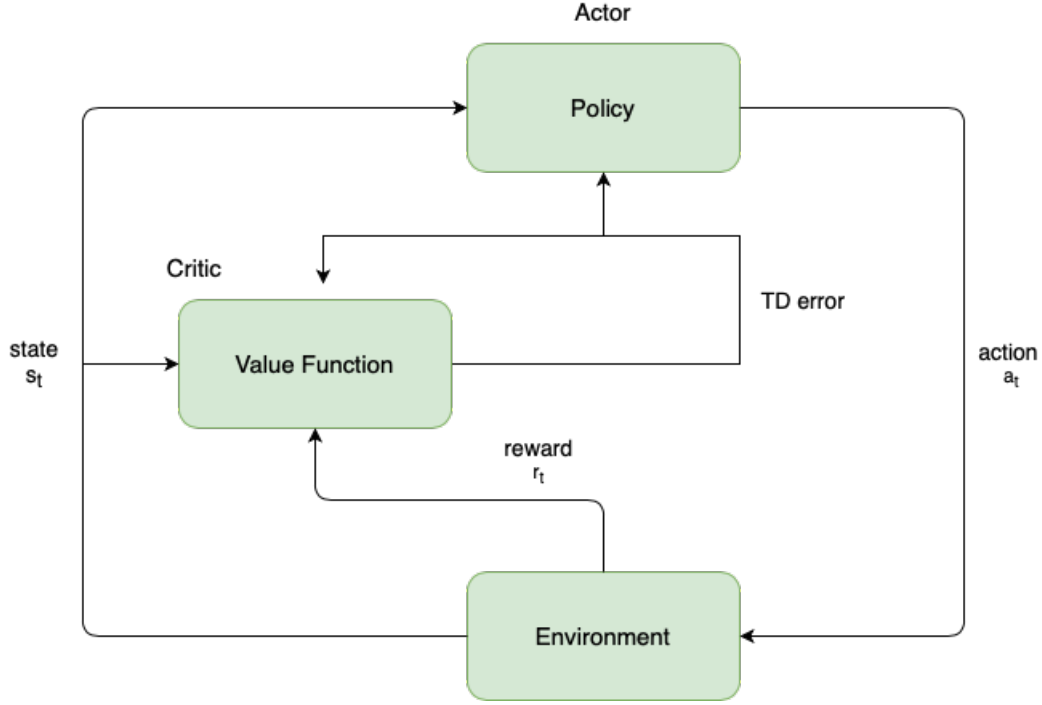 Actor
Policy
Critic
TD error
Value Function
state
sₜ
action
aₜ
reward
rₜ
Environment